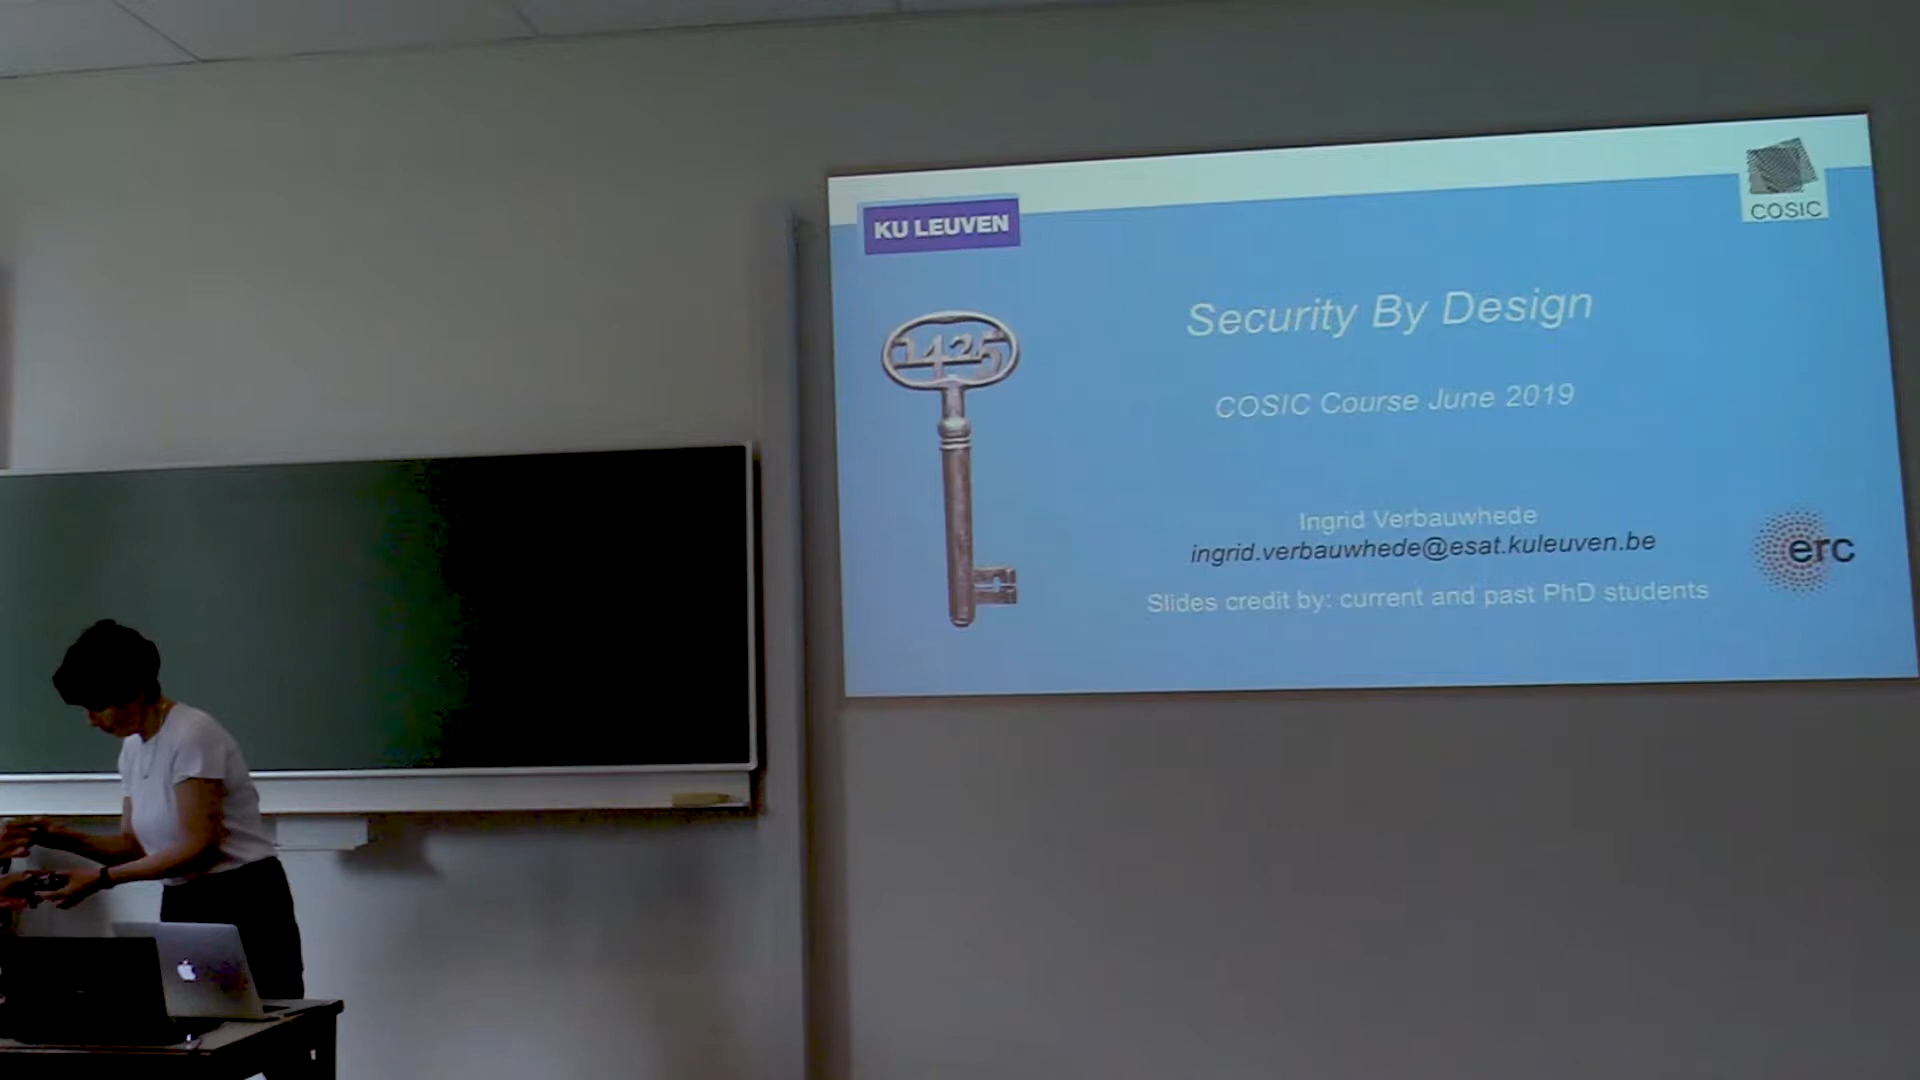 KU LEUVEN
COSIC
1425
Security By Design
COSIC Course June 2019
Ingrid Verbauwhede
ingrid.verbauwhede@esat.kuleuven.be
erc
Slides credit by: current and past PhD students